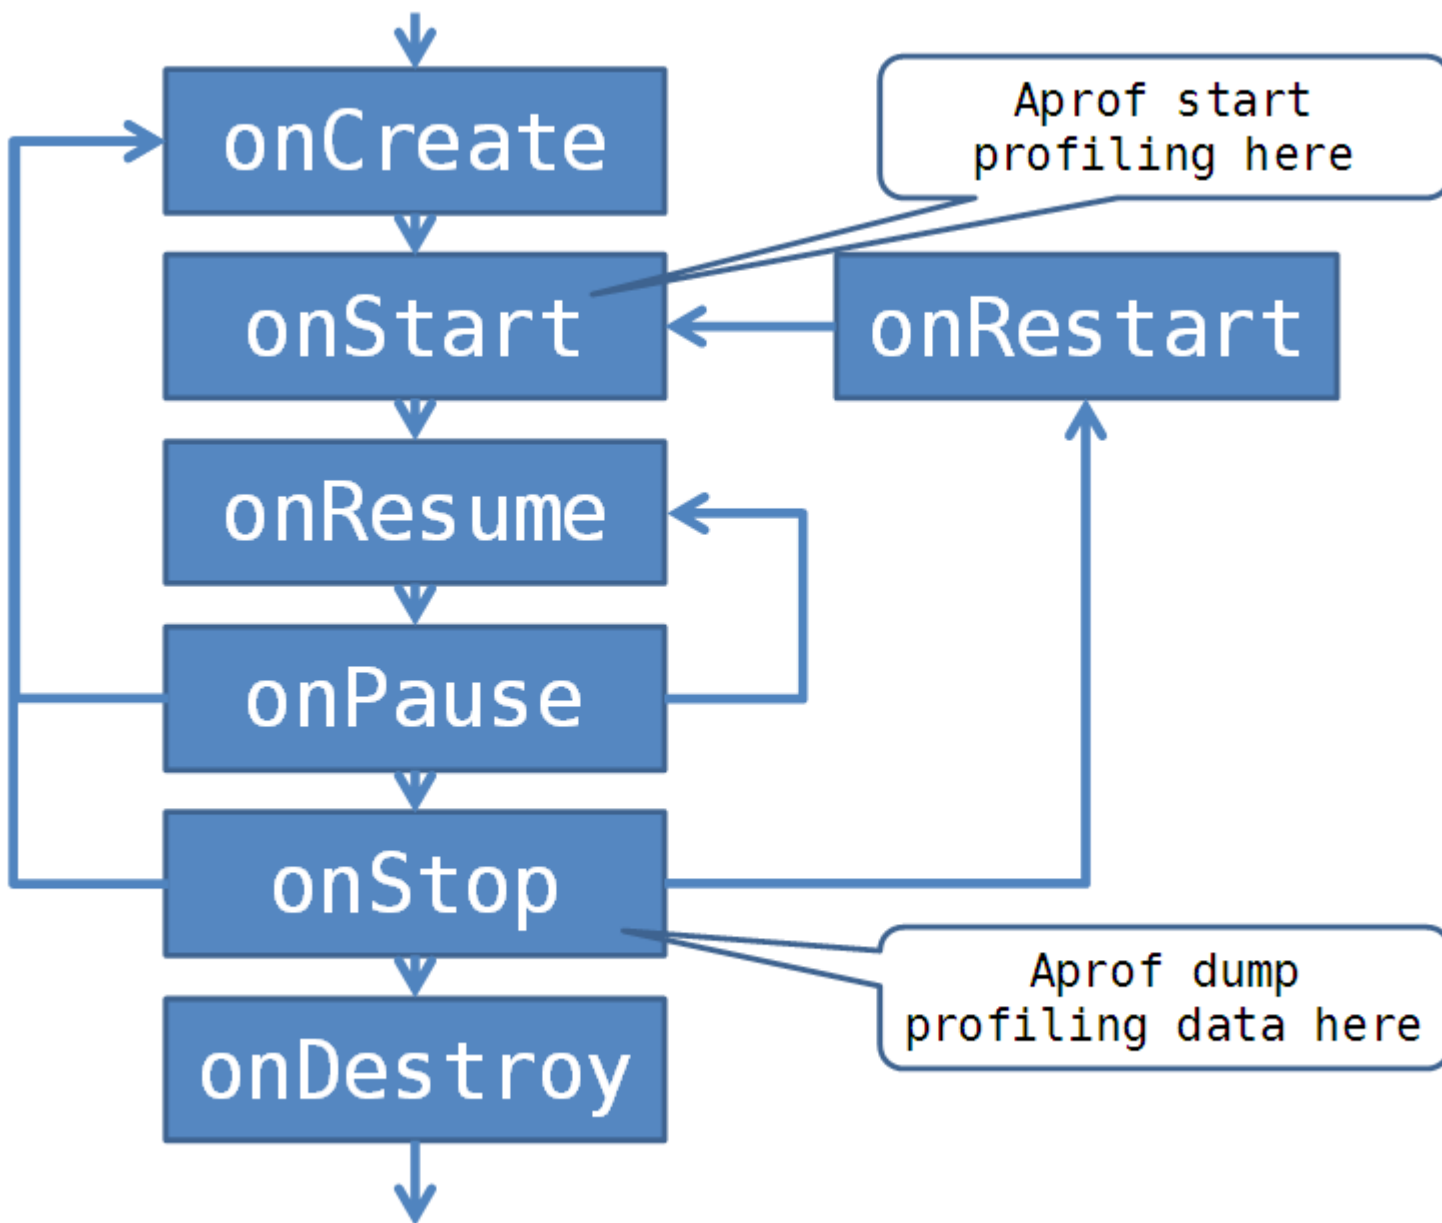 onCreate
Aprof start
profiling here
onStart
onRestart
onResume
onPause
onStop
Aprof dump
profiling data here
onDestroy